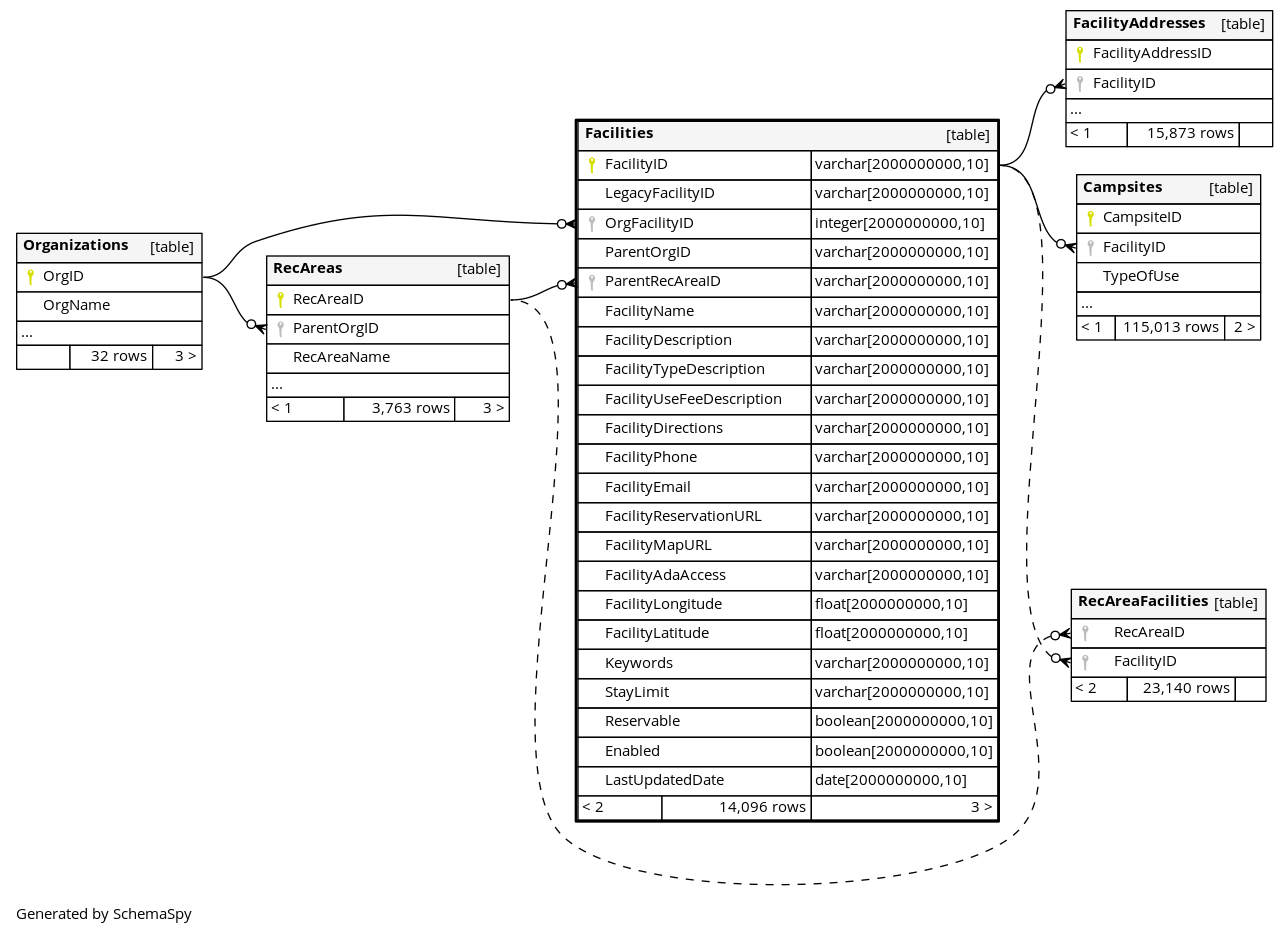 Organizations [table]
OrgID
OrgName
...
32 rows 3 >
RecAreas [table]
RecAreaID
ParentOrgID
RecAreaName
...
< 1 3,763 rows 3 >
Facilities [table]
FacilityID varchar[2000000000,10]
LegacyFacilityID varchar[2000000000,10]
OrgFacilityID integer[2000000000,10]
ParentOrgID varchar[2000000000,10]
ParentRecAreaID varchar[2000000000,10]
FacilityName varchar[2000000000,10]
FacilityDescription varchar[2000000000,10]
FacilityTypeDescription varchar[2000000000,10]
FacilityUseFeeDescription varchar[2000000000,10]
FacilityDirections varchar[2000000000,10]
FacilityPhone varchar[2000000000,10]
FacilityEmail varchar[2000000000,10]
FacilityReservationURL varchar[2000000000,10]
FacilityMapURL varchar[2000000000,10]
FacilityAdaAccess varchar[2000000000,10]
FacilityLongitude float[2000000000,10]
FacilityLatitude float[2000000000,10]
Keywords varchar[2000000000,10]
StayLimit varchar[2000000000,10]
Reservable boolean[2000000000,10]
Enabled boolean[2000000000,10]
LastUpdatedDate date[2000000000,10]
< 2 14,096 rows 3 >
FacilityAddresses [table]
FacilityAddressID
FacilityID
...
< 1 15,873 rows
Campsites [table]
CampsiteID
FacilityID
TypeOfUse
...
< 1 115,013 rows 2 >
RecAreaFacilities [table]
RecAreaID
FacilityID
< 2 23,140 rows
Generated by SchemaSpy